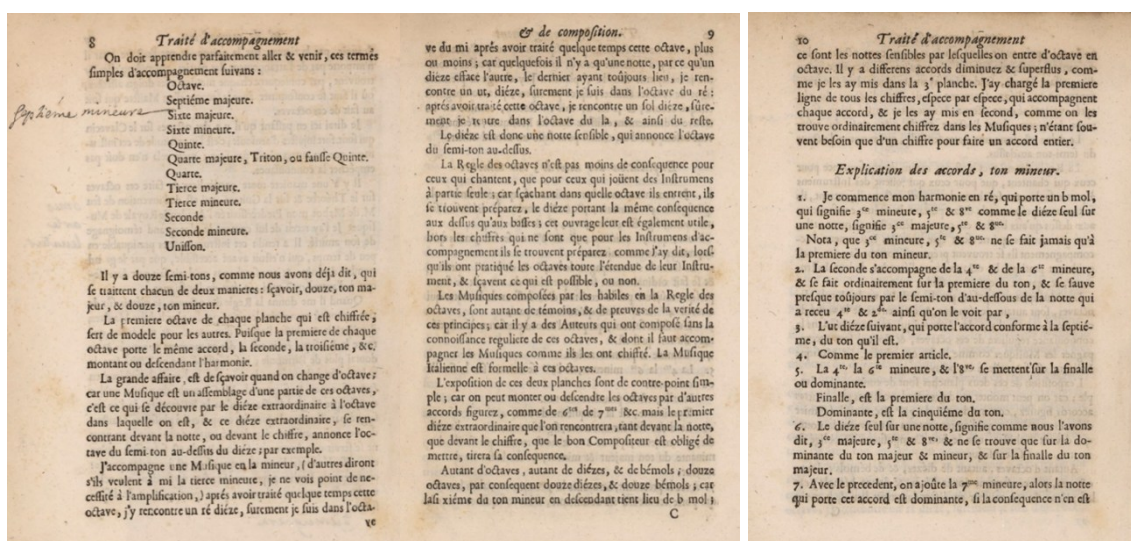 8 Traité d'accompagnement
On doit apprendre parfaitement aller & venir, ces termes
simples d'accompagnement suivans :
Octave.
Septiéme majeure.
Septiéme mineure
Sixte majeure.
Sixte mineure.
Quinte.
Quarte majeure, Triton, ou fausse Quinte.
Quarte.
Tierce majeure.
Tierce mineure.
Seconde
Seconde mineure.
Unisson.
Il y a douze semi-tons, comme nous avons déja dit, qui
se traittent chacun de deux manieres : sçavoir, douze, ton ma-
jeur, & douze, ton mineur.
La premiere octave de chaque planche qui est chiffrée,
sert de modele pour les autres. Puisque la premiere de chaque
octave porte le même accord, la seconde, la troisiéme, &c.
montant ou descendant l'harmonie.
La grande affaire, est de sçavoir quand on change d'octave ;
car une Musique est un assemblage d'une partie de ces octaves,
c'est ce qui se découvre par le diéze extraordinaire à l'octave
dans laquelle on est, & ce diéze extraordinaire, se ren-
contrant devant la notte, ou devant le chiffre, annonce l'oc-
tave du semi ton au-dessus du diéze ; par exemple.
J'accompagne une Musique en la mineur, (d'autres diront
s'ils veulent à mi la tierce mineure, je ne vois point de ne-
cessité à l'amplification,) aprés avoir traité quelque temps cette
octave, j'y rencontre un ré diéze, surement je suis dans l'octa-
ve
& de composition. 9
ve du mi aprés avoir traité quelque temps cette octave, plus
ou moins ; car quelquefois il n'y a qu'une notte, par ce qu'un
diéze efface l'autre, le dernier ayant toûjours lieu, je ren-
contre un ut, diéze, surement je suis dans l'octave du ré :
aprés avoir traité cette octave, je rencontre un sol diéze, sûre-
ment je rentre dans l'octave du la, & ainsi du reste.
Le diéze est donc une notte sensible, qui annonce l'octave
du semi-ton au-dessus.
La Regle des octaves n'est pas moins de consequence pour
ceux qui chantent, que pour ceux qui joüent des Instrumens
à partie seule ; car sçachant dans quelle octave ils entrent, ils
se trouvent préparez, le diéze portant la même consequence
aux dessus qu'aux basses ; cet ouvrage leur est également utile,
hors les chiffres qui ne sont que pour les Instrumens d'ac-
compagnement ils se trouvent préparez comme j'ay dit, lors-
qu'ils ont pratiqué les octaves toute l'étendue de leur Instru-
ment, & sçavent ce qui est possible, ou non.
Les Musiques composées par les habiles en la Regle des
octaves, sont autant de témoins, & de preuves de la verité de
ces principes ; car il y a des Auteurs qui ont composé sans la
connoissance reguliere de ces octaves, & dont il faut accom-
pagner les Musiques comme ils les ont chiffré. La Musique
Italienne est formelle à ces octaves.
L'exposition de ces deux planches sont de contre-point sim-
ple ; car on peut monter ou descendre les octaves par d'autres
accords figurez, comme de 6tes de 7mes &c. mais le premier
diéze extraordinaire que l'on rencontrera, tant devant la notte,
que devant le chiffre, que le bon Compositeur est obligé de
mettre, tirera sa consequence.
Autant d'octaves, autant de diézes, & de bémols ; douze
octaves, par consequent douze diézes, & douze bémols ; car
la sixiéme du ton mineur en descendant tient lieu de b mol ;
C
10 Traité d'accompagnement
ce sont les nottes sensibles par lesquelles on entre d'octave en
octave. Il y a differens accords diminuez & superflus, com-
me je les ay mis dans la 3e planche. J'ay chargé la premiere
ligne de tous les chiffres, espece par espece, qui accompagnent
chaque accord, & je les ay mis en second, comme on les
trouve ordinairement chiffrez dans les Musiques ; n'étant sou-
vent besoin que d'un chiffre pour faire un accord entier.
Explication des accords, ton mineur.
1. Je commence mon harmonie en ré, qui porte un b mol,
qui signifie 3ce mineure, 5te & 8ve comme le diéze seul sur
une notte, signifie 3ce majeure, 5te & 8ve.
Nota, que 3ce mineure, 5te & 8ve. ne se fait jamais qu'à
la premiere du ton mineur.
2. La seconde s'accompagne de la 4te & de la 6te mineure,
& se fait ordinairement sur la premiere du ton, & se sauve
presque toûjours par le semi-ton d'au-dessous de la notte qui
a receu 4te & 2de. ainsi qu'on le voit par ,
3. L'ut diéze suivant, qui porte l'accord conforme à la septié-
me, du ton qu'il est.
4. Comme le premier article.
5. La 4te. la 6te mineure, & l'8ve. se mettent sur la finalle
ou dominante.
Finalle, est la premiere du ton.
Dominante, est la cinquiéme du ton.
6. Le diéze seul sur une notte, signifie comme nous l'avons
dit, 3ce majeure, 5te & 8ve. & ne se trouve que sur la do-
minante du ton majeur & mineur, & sur la finalle du ton
majeur.
7. Avec le precedent, on ajoûte la 7me mineure, alors la notte
qui porte cet accord est dominante, si la consequence n'en est